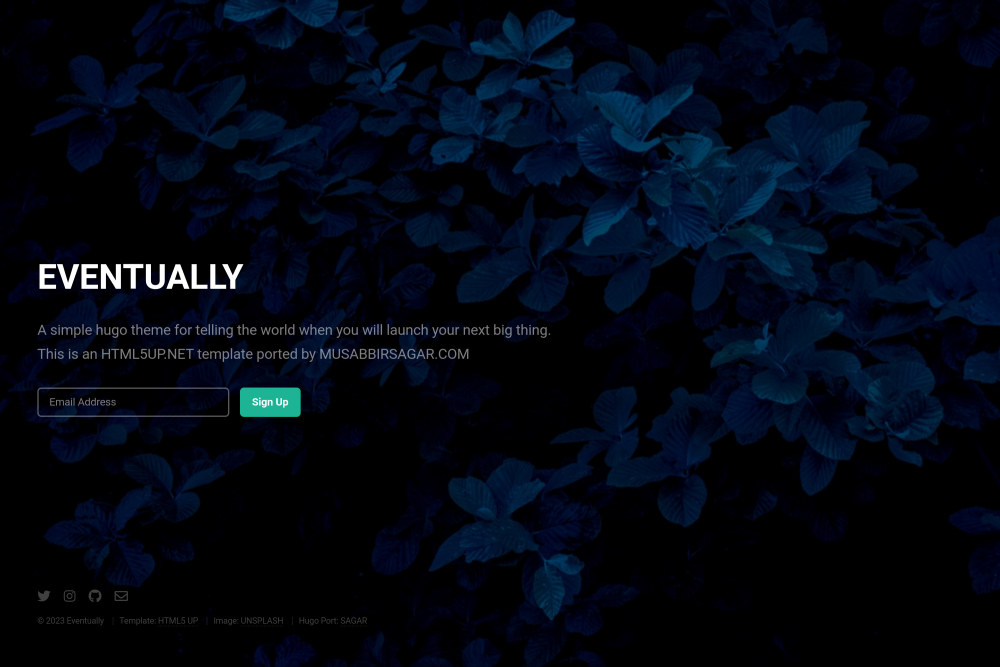 EVENTUALLY
A simple hugo theme for telling the world when you will launch your next big thing.
This is an HTML5UP.NET template ported by MUSABBIRSAGAR.COM
Email Address
Sign Up
© 2023 Eventually | Template: HTML5 UP | Image: UNSPLASH | Hugo Port: SAGAR